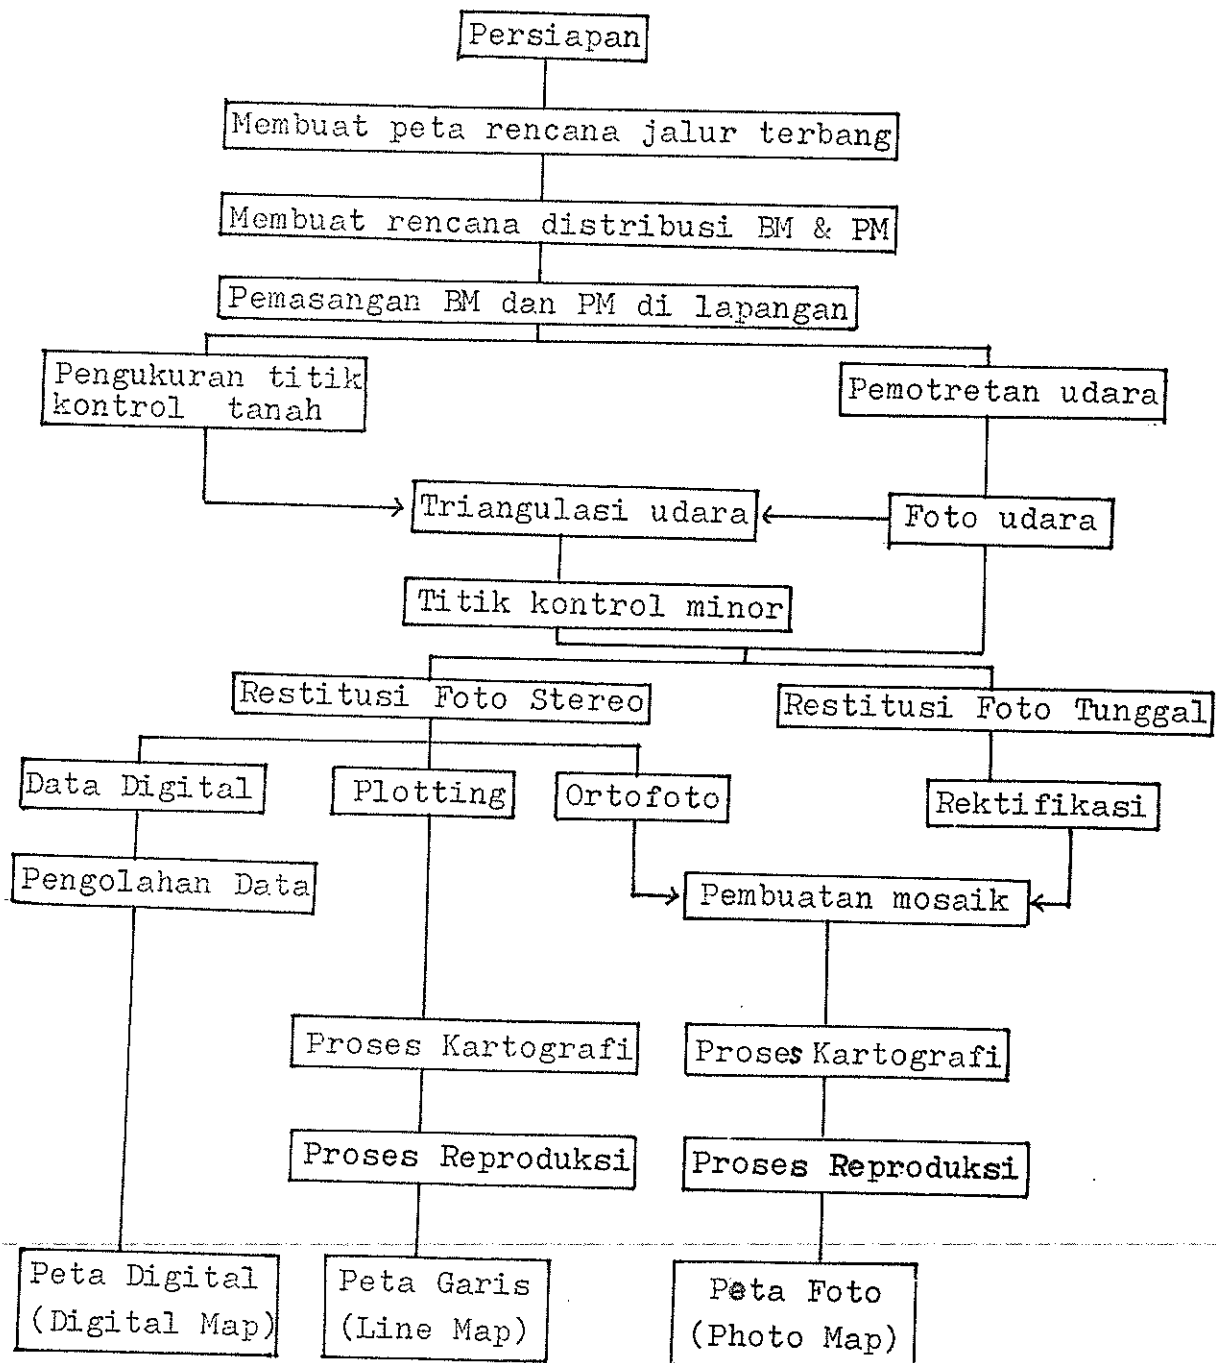 Persiapan
Membuat peta rencana jalur terbang
Membuat rencana distribusi BM & PM
Pemasangan BM dan PM di lapangan
Pengukuran titik
kontrol tanah
Pemotretan udara
Triangulasi udara
Foto udara
Titik kontrol minor
Restitusi Foto Stereo
Restitusi Foto Tunggal
Data Digital
Plotting
Ortofoto
Rektifikasi
Pengolahan Data
Pembuatan mosaik
Proses Kartografi
Proses Kartografi
Proses Reproduksi
Proses Reproduksi
Peta Digital
(Digital Map)
Peta Garis
(Line Map)
Peta Foto
(Photo Map)